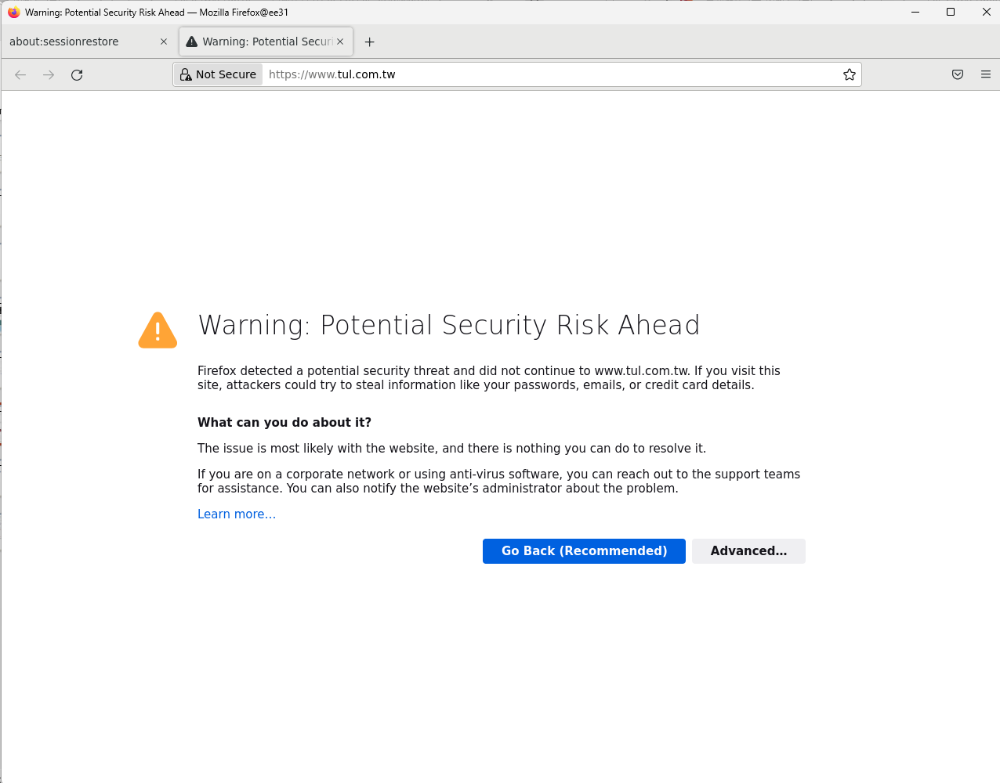 Warning: Potential Security Risk Ahead — Mozilla Firefox@ee31
about:sessionrestore
Warning: Potential Securi
Not Secure
https://www.tul.com.tw
Warning: Potential Security Risk Ahead
Firefox detected a potential security threat and did not continue to www.tul.com.tw. If you visit this
site, attackers could try to steal information like your passwords, emails, or credit card details.
What can you do about it?
The issue is most likely with the website, and there is nothing you can do to resolve it.
If you are on a corporate network or using anti-virus software, you can reach out to the support teams
for assistance. You can also notify the website’s administrator about the problem.
Learn more…
Go Back (Recommended)
Advanced…